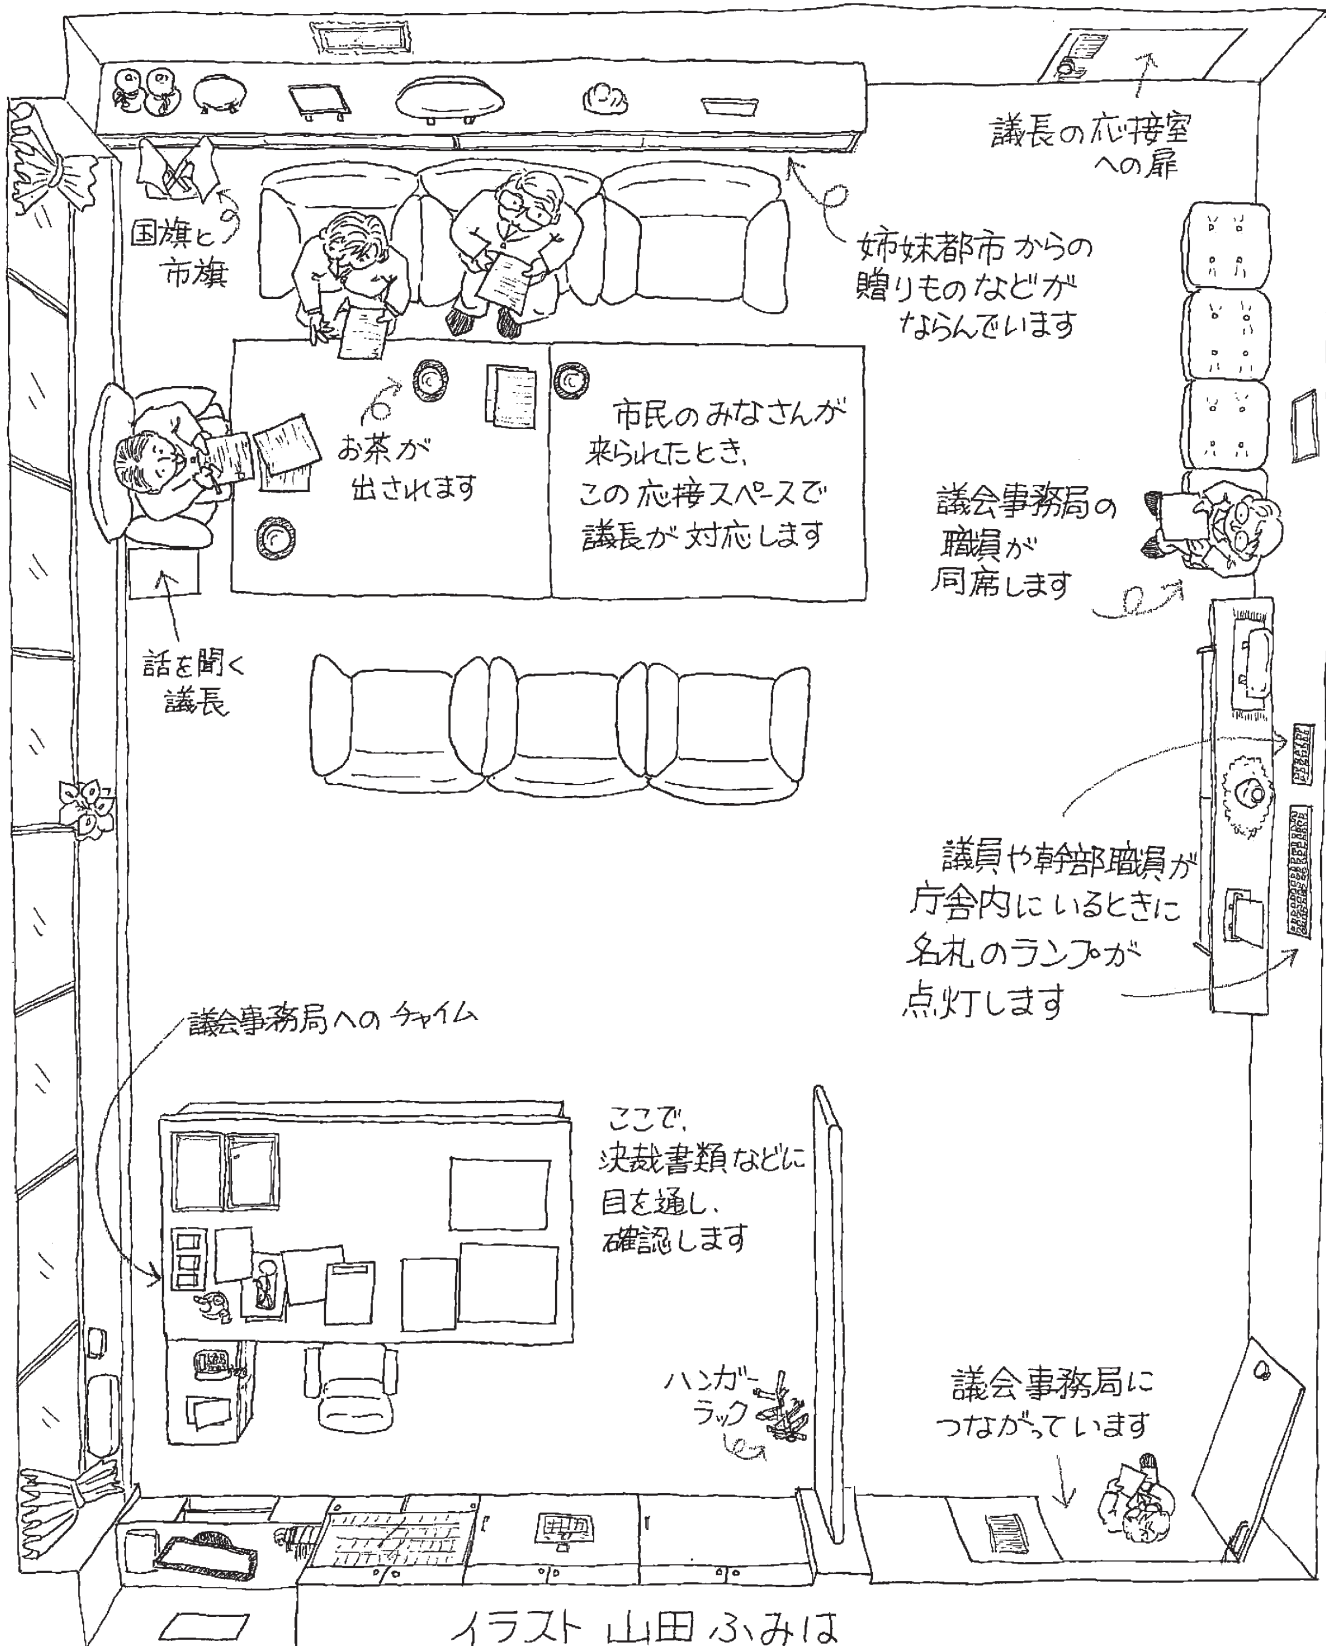 議長の応接室
への扉
国旗と
市旗
姉妹都市からの
贈りものなどが
ならんでいます
お茶が
出されます
市民のみなさんが
来られたとき、
この応接スペースで
議長が対応します
議会事務局の
職員が
同席します
話を聞く
議長
議員や幹部職員が
庁舎内にいるときに
名札のランプが
点灯します
議会事務局へのチャイム
ここで、
決裁書類などに
目を通し、
確認します
ハンガー
ラック
議会事務局に
つながっています
イラスト 山田ふみは